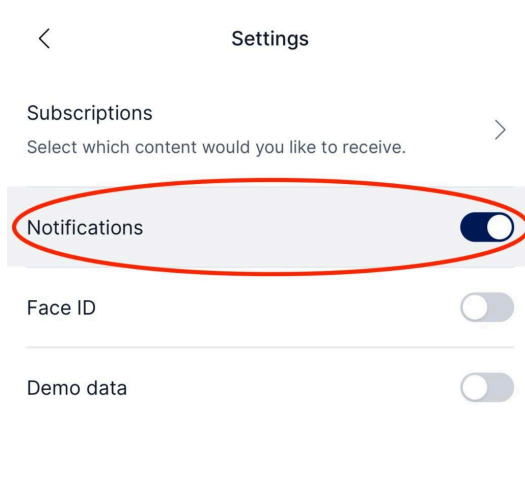 Settings
Subscriptions
Select which content would you like to receive.
Notifications
Face ID
Demo data